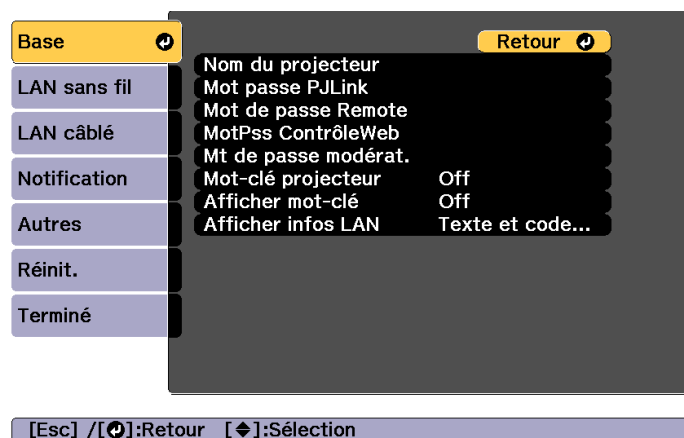 Base
Retour
LAN sans fil
LAN câblé
Notification
Autres
Réinit.
Terminé
Nom du projecteur
Mot passe PJLink
Mot de passe Remote
MotPss ContrôleWeb
Mt de passe modérat.
Mot-clé projecteur Off
Afficher mot-clé Off
Afficher infos LAN Texte et code...
[Esc] /[⏎]:Retour [◆]:Sélection